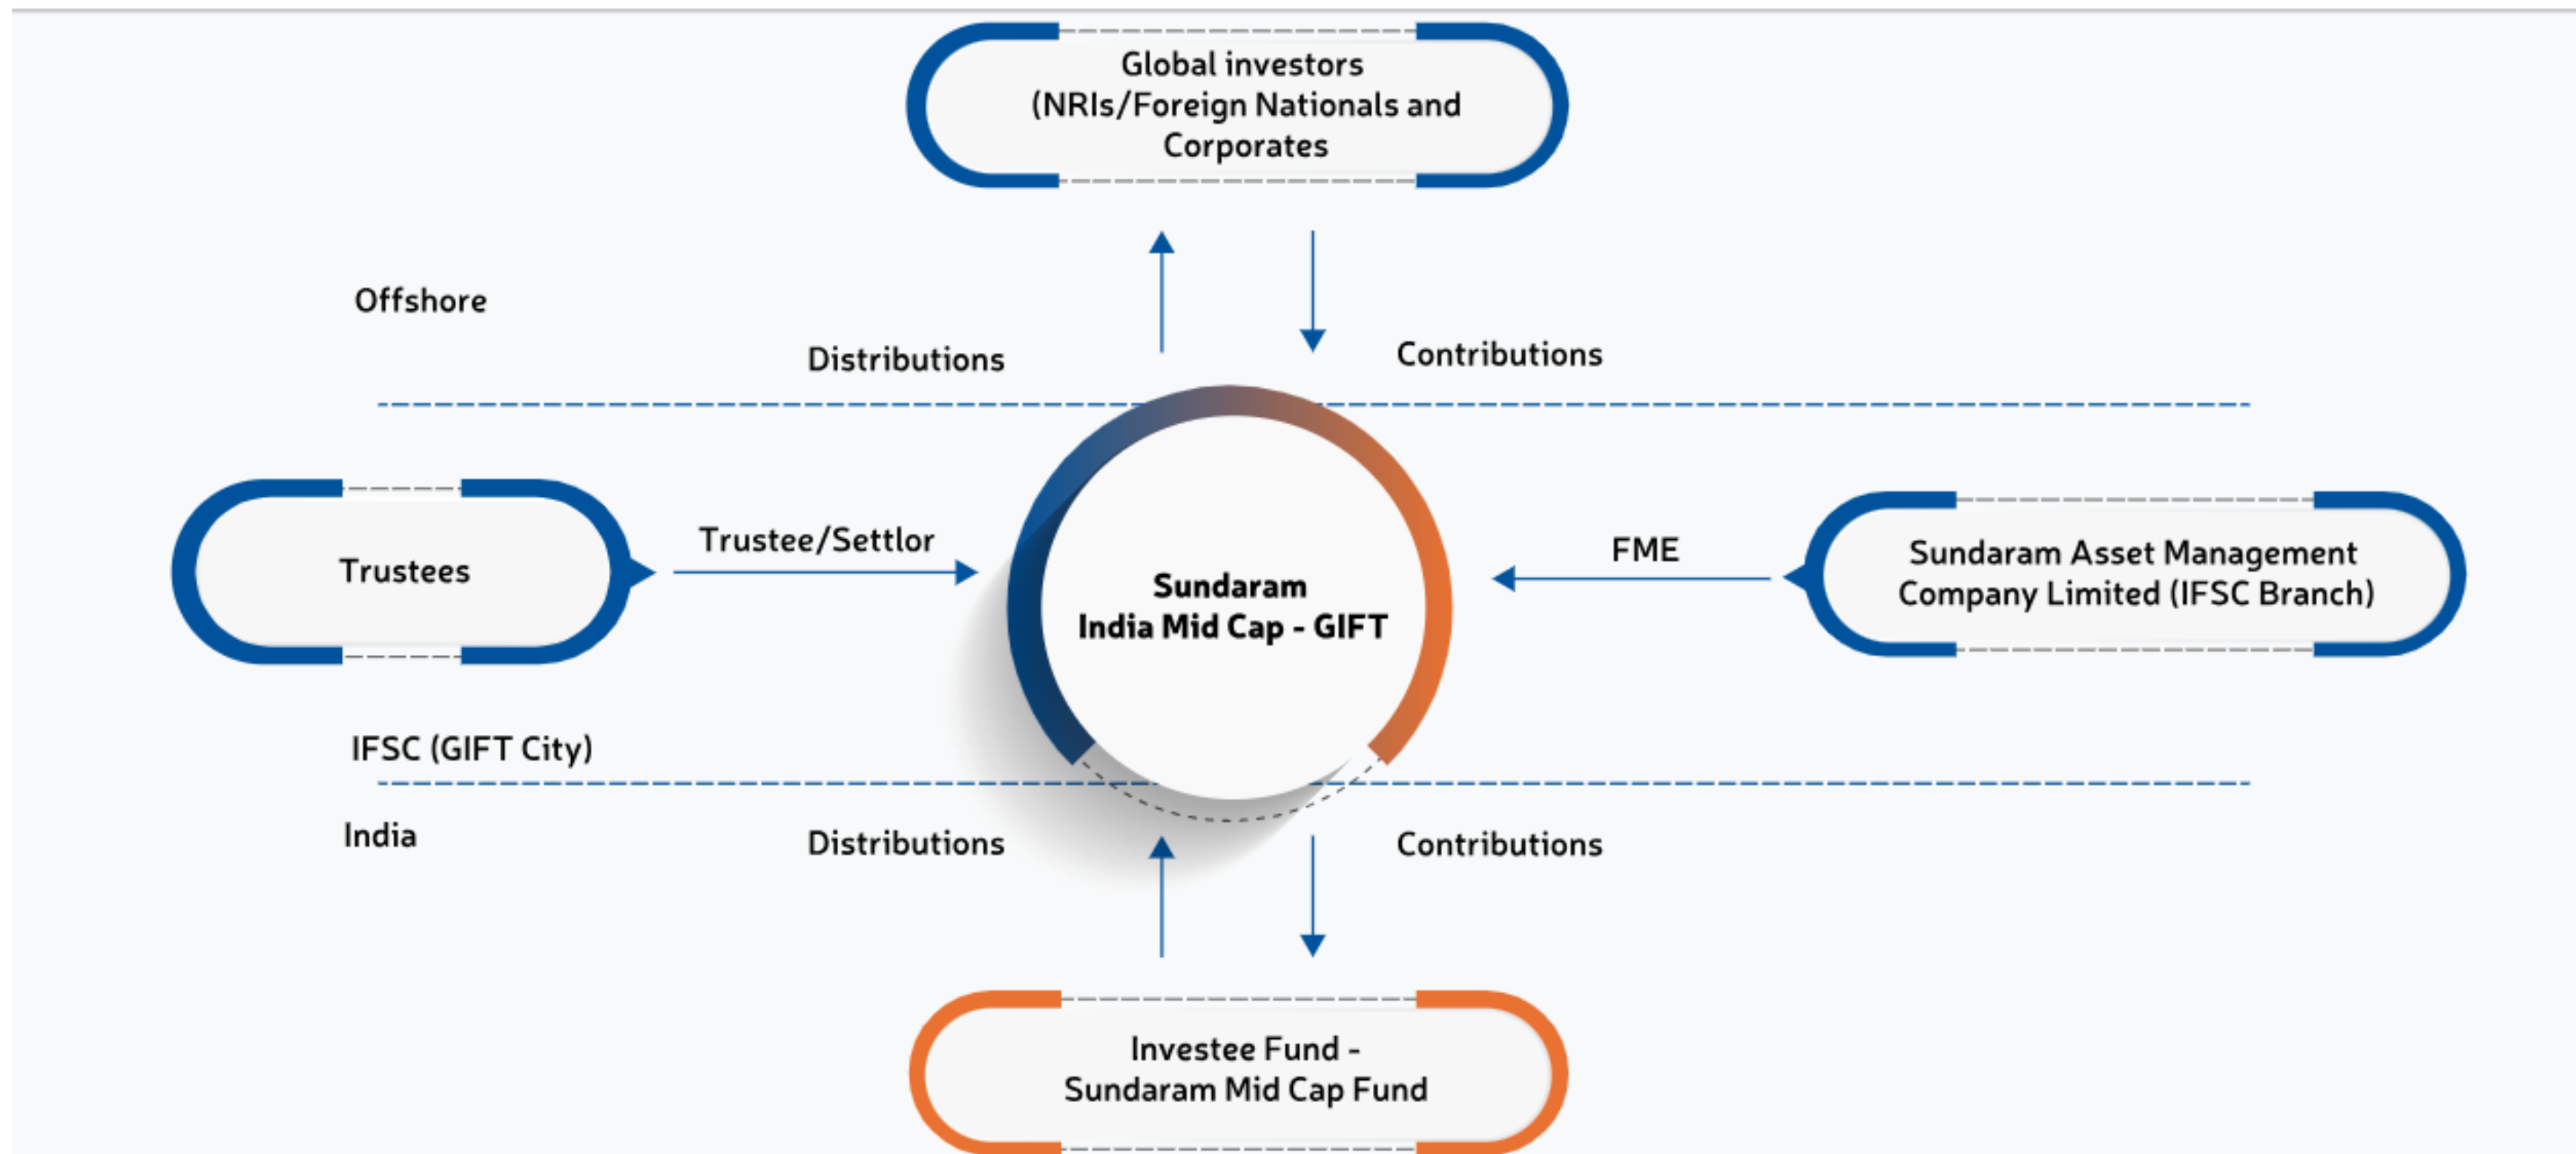 Global investors
(NRIs/Foreign Nationals and
Corporates
Offshore
Distributions
Contributions
Trustees
Trustee/Settlor
Sundaram
India Mid Cap - GIFT
FME
Sundaram Asset Management
Company Limited (IFSC Branch)
IFSC (GIFT City)
India
Distributions
Contributions
Investee Fund -
Sundaram Mid Cap Fund